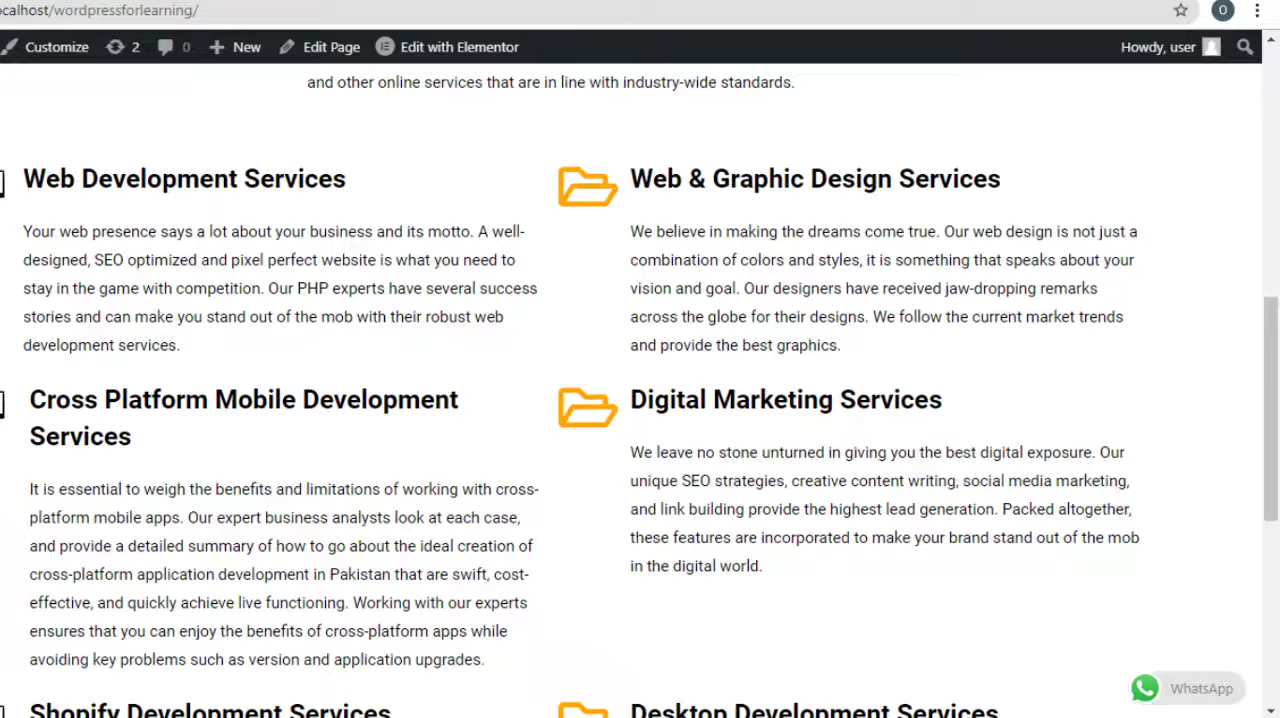 ocalhost/wordpressforlearning/
O
Customize 2 0 New Edit Page Edit with Elementor Howdy, user
and other online services that are in line with industry-wide standards.
Web Development Services
Your web presence says a lot about your business and its motto. A well-
designed, SEO optimized and pixel perfect website is what you need to
stay in the game with competition. Our PHP experts have several success
stories and can make you stand out of the mob with their robust web
development services.
Web & Graphic Design Services
We believe in making the dreams come true. Our web design is not just a
combination of colors and styles, it is something that speaks about your
vision and goal. Our designers have received jaw-dropping remarks
across the globe for their designs. We follow the current market trends
and provide the best graphics.
Cross Platform Mobile Development
Services
It is essential to weigh the benefits and limitations of working with cross-
platform mobile apps. Our expert business analysts look at each case,
and provide a detailed summary of how to go about the ideal creation of
cross-platform application development in Pakistan that are swift, cost-
effective, and quickly achieve live functioning. Working with our experts
ensures that you can enjoy the benefits of cross-platform apps while
avoiding key problems such as version and application upgrades.
Digital Marketing Services
We leave no stone unturned in giving you the best digital exposure. Our
unique SEO strategies, creative content writing, social media marketing,
and link building provide the highest lead generation. Packed altogether,
these features are incorporated to make your brand stand out of the mob
in the digital world.
Shopify Development Services
Desktop Development Services
WhatsApp